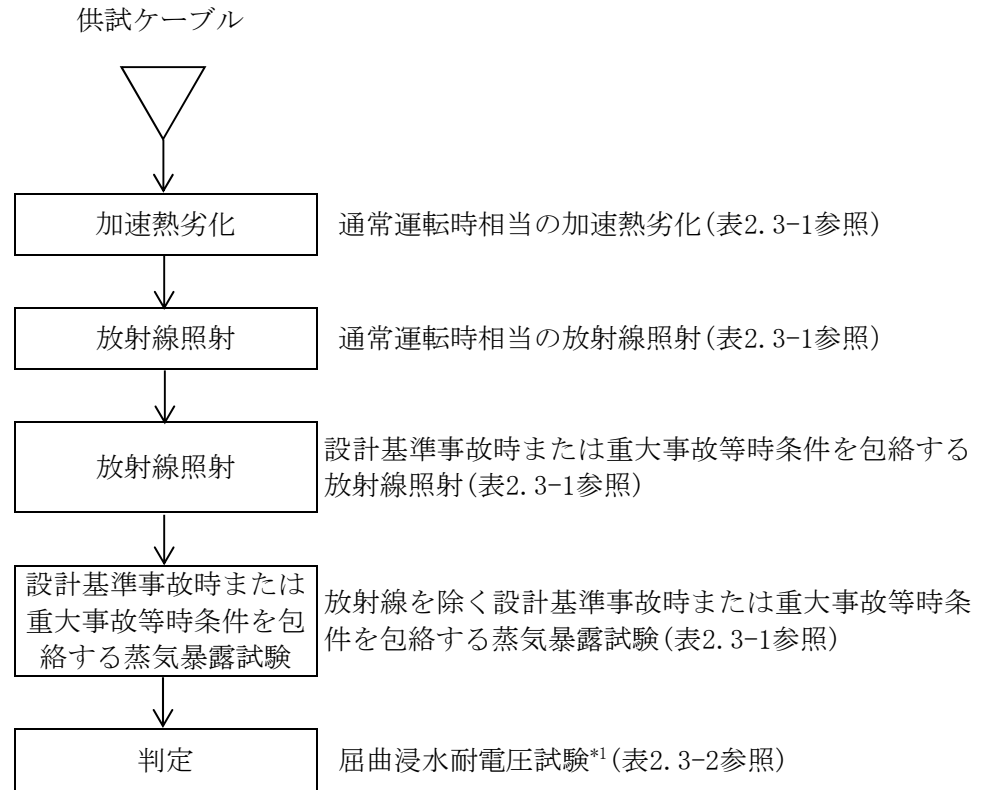 供試ケーブル
加速熱劣化
通常運転時相当の加速熱劣化(表2.3-1参照)
放射線照射
通常運転時相当の放射線照射(表2.3-1参照)
放射線照射
設計基準事故時または重大事故等時条件を包絡する
放射線照射(表2.3-1参照)
設計基準事故時または
重大事故等時条件を包
絡する蒸気暴露試験
放射線を除く設計基準事故時または重大事故等時条
件を包絡する蒸気暴露試験(表2.3-1参照)
判定
屈曲浸水耐電圧試験*1(表2.3-2参照)